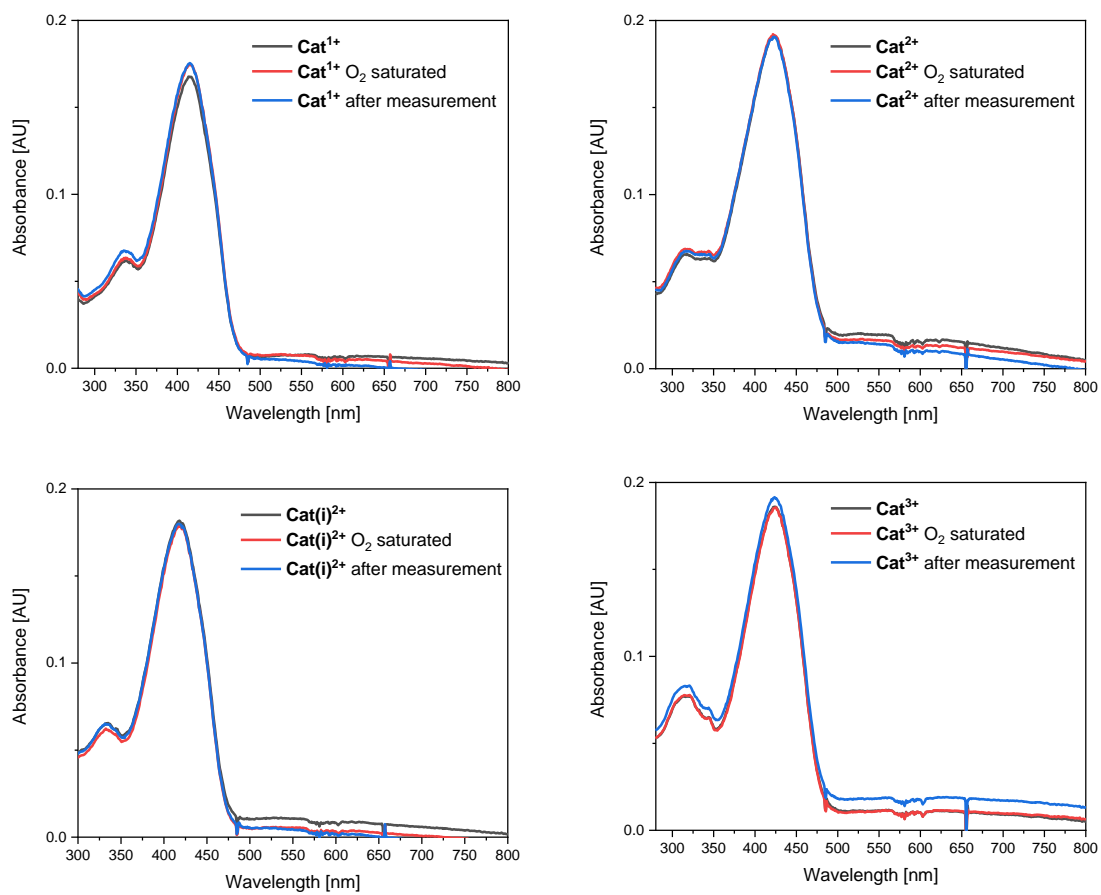 0.2
0.1
0.0
Absorbance [AU]
Cat¹⁺
Cat¹⁺ O₂ saturated
Cat¹⁺ after measurement
300 350 400 450 500 550 600 650 700 750 800
Wavelength [nm]
0.2
0.1
0.0
Absorbance [AU]
Cat²⁺
Cat²⁺ O₂ saturated
Cat²⁺ after measurement
300 350 400 450 500 550 600 650 700 750 800
Wavelength [nm]
0.2
0.1
0.0
Absorbance [AU]
Cat(i)²⁺
Cat(i)²⁺ O₂ saturated
Cat(i)²⁺ after measurement
300 350 400 450 500 550 600 650 700 750 800
Wavelength [nm]
0.2
0.1
0.0
Absorbance [AU]
Cat³⁺
Cat³⁺ O₂ saturated
Cat³⁺ after measurement
300 350 400 450 500 550 600 650 700 750 800
Wavelength [nm]